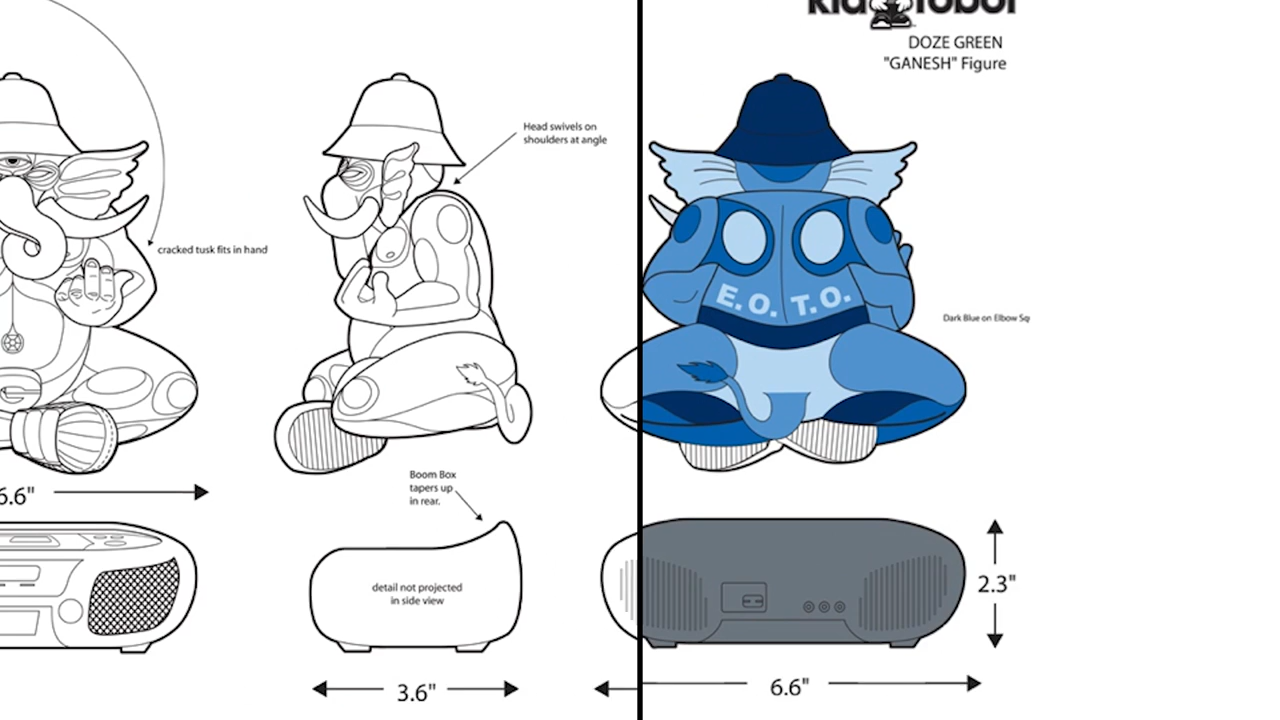 kidrobot
DOZE GREEN
"GANESH" Figure
Head swivels on
shoulders at angle
cracked tusk fits in hand
E.O. T.O.
Dark Blue on Elbow Sq
6.6"
Boom Box
tapers up
in rear.
detail not projected
in side view
2.3"
3.6"
6.6"